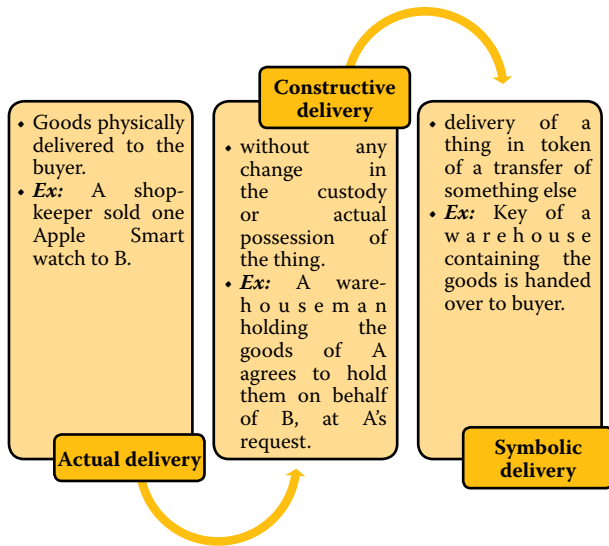 • Goods physically
delivered to the
buyer.
• Ex: A shop-
keeper sold one
Apple Smart
watch to B.
Actual delivery
Constructive
delivery
• without any
change in
the custody
or actual
possession of
the thing.
• Ex: A ware-
houseman
holding the
goods of A
agrees to hold
them on behalf
of B, at A's
request.
• delivery of a
thing in token
of a transfer of
something else
• Ex: Key of a
warehouse
containing the
goods is handed
over to buyer.
Symbolic
delivery